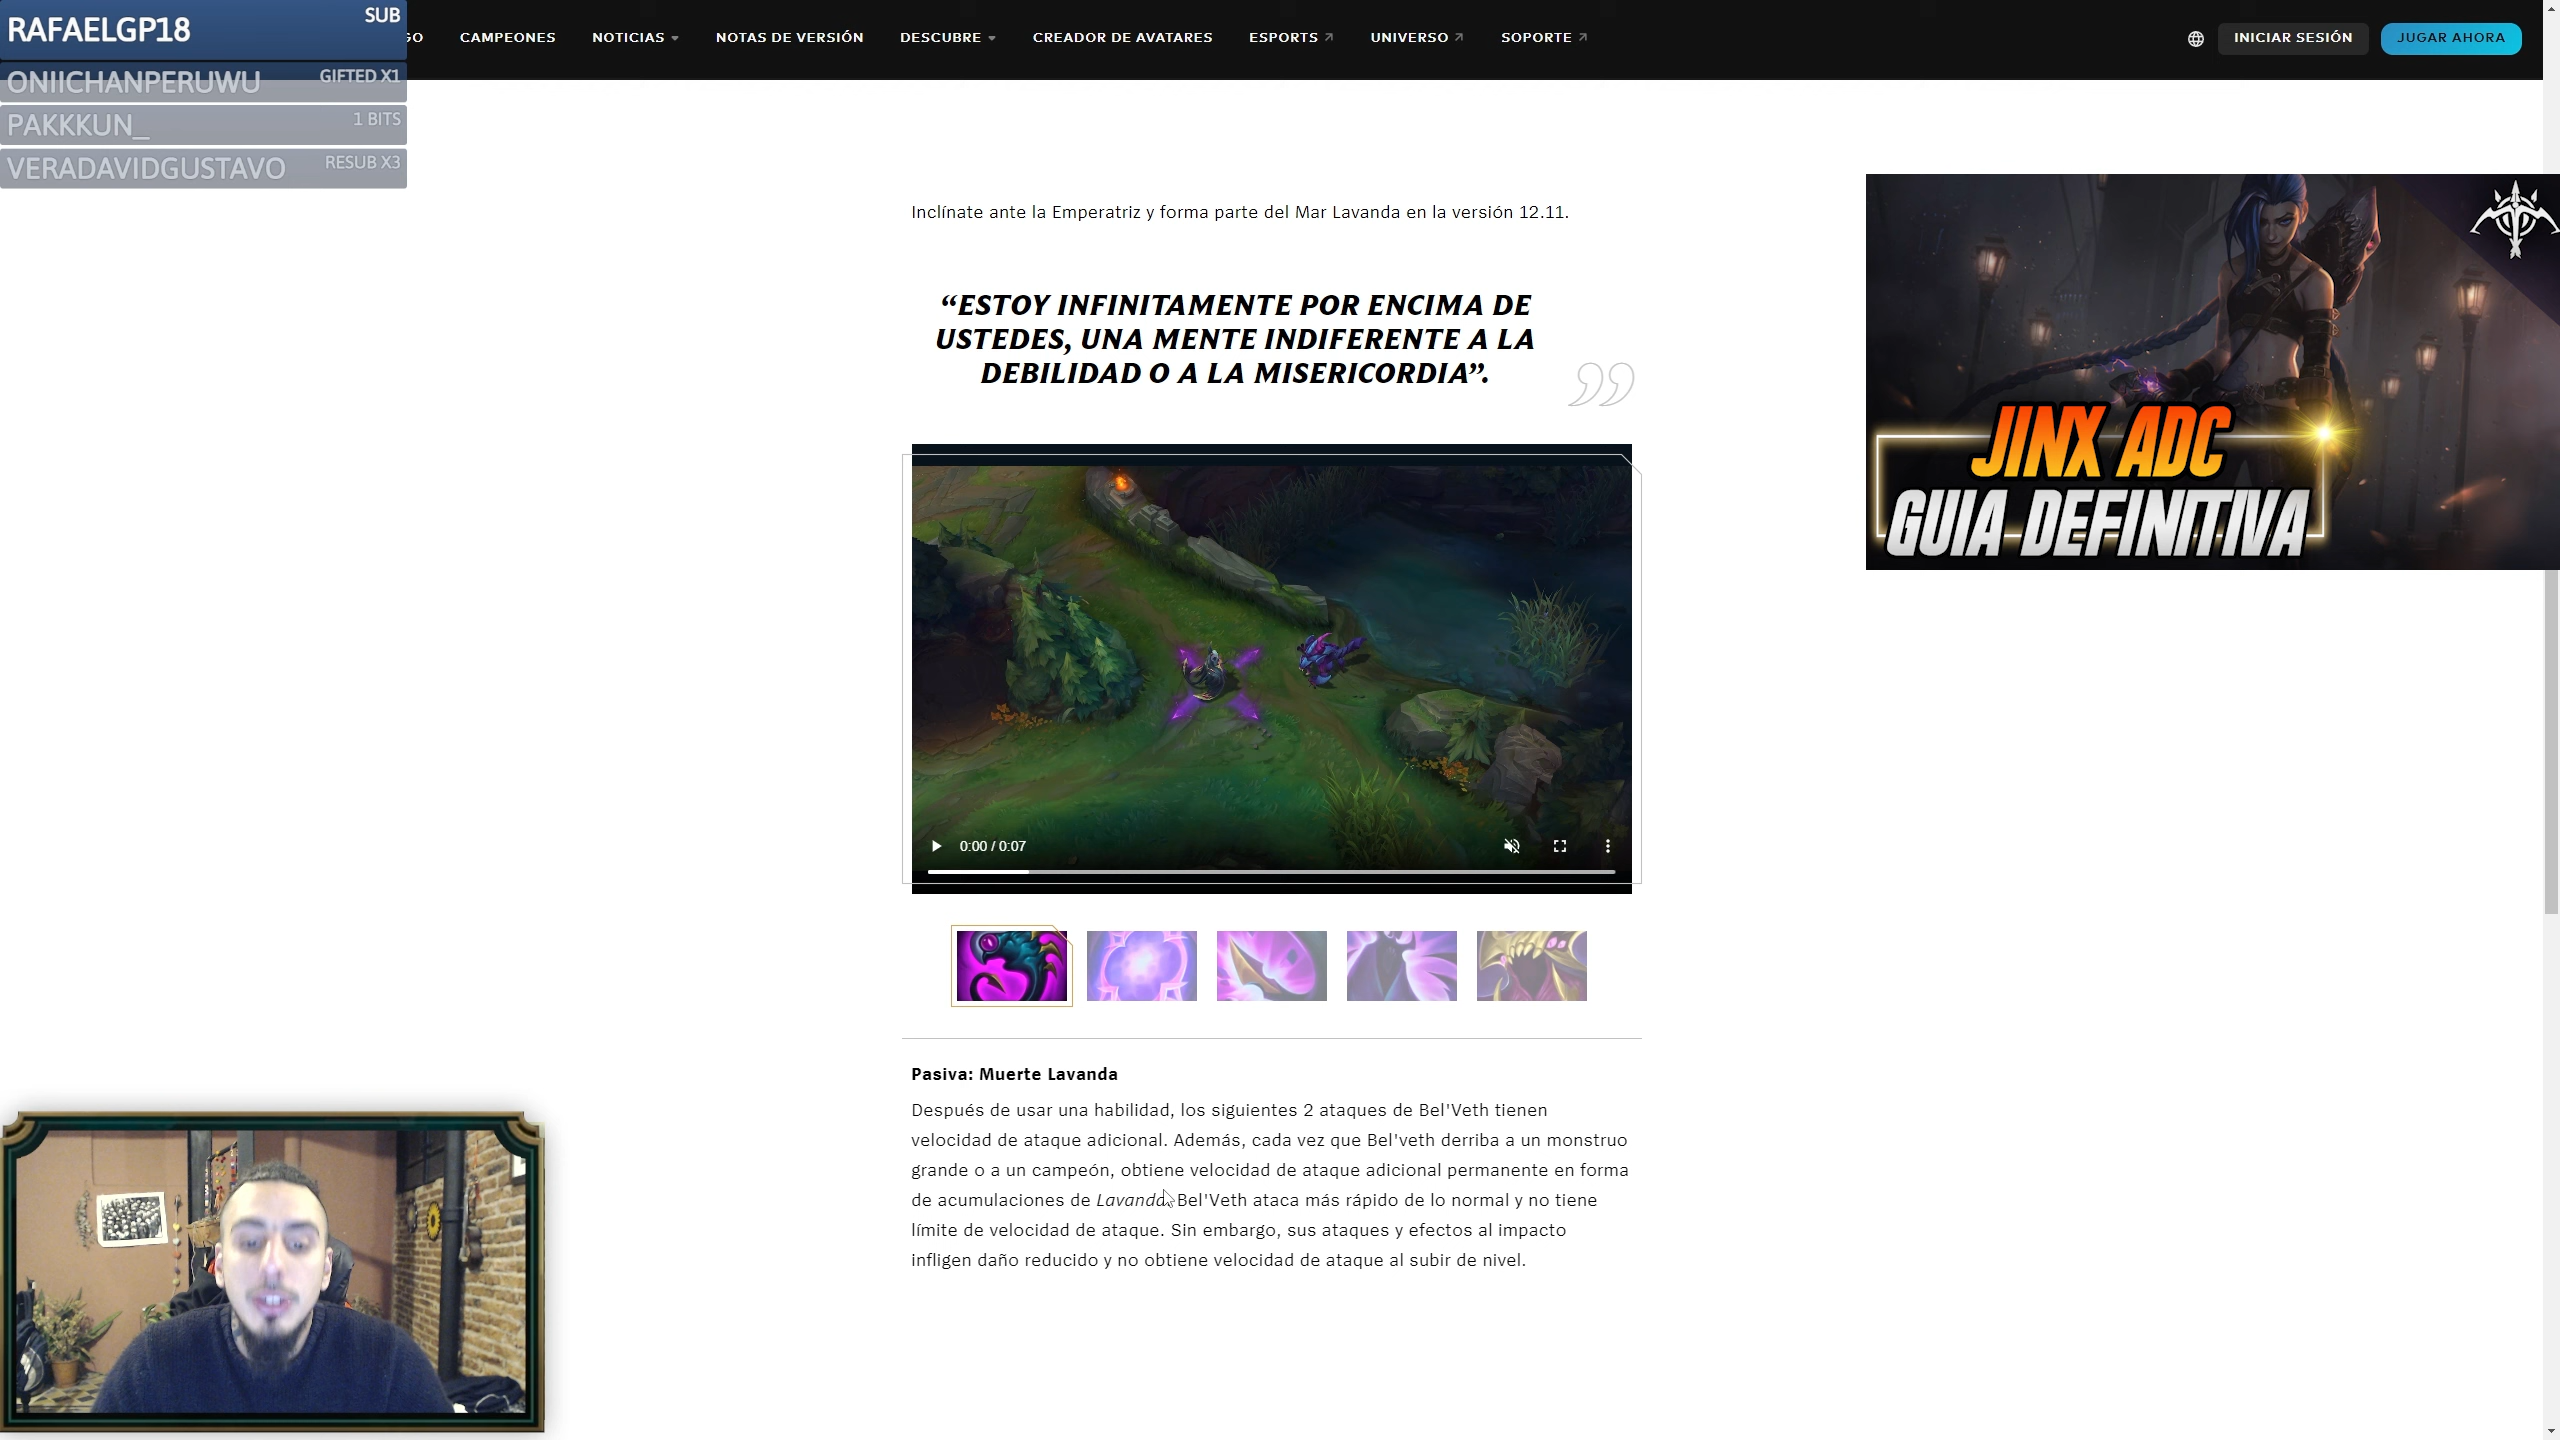 RAFAELGP18 SUB
ONIICHANPERUWU GIFTED X1
PAKKKUN_ 1 BITS
VERADAVIDGUSTAVO RESUB X3
GO CAMPEONES NOTICIAS NOTAS DE VERSIÓN DESCUBRE CREADOR DE AVATARES ESPORTS UNIVERSO SOPORTE INICIAR SESIÓN JUGAR AHORA
Inclínate ante la Emperatriz y forma parte del Mar Lavanda en la versión 12.11.
“ESTOY INFINITAMENTE POR ENCIMA DE
USTEDES, UNA MENTE INDIFERENTE A LA
DEBILIDAD O A LA MISERICORDIA”.
”
JINX ADC
GUIA DEFINITIVA
0:00 / 0:07
Pasiva: Muerte Lavanda
Después de usar una habilidad, los siguientes 2 ataques de Bel'Veth tienen
velocidad de ataque adicional. Además, cada vez que Bel'veth derriba a un monstruo
grande o a un campeón, obtiene velocidad de ataque adicional permanente en forma
de acumulaciones de Lavanda. Bel'Veth ataca más rápido de lo normal y no tiene
límite de velocidad de ataque. Sin embargo, sus ataques y efectos al impacto
infligen daño reducido y no obtiene velocidad de ataque al subir de nivel.